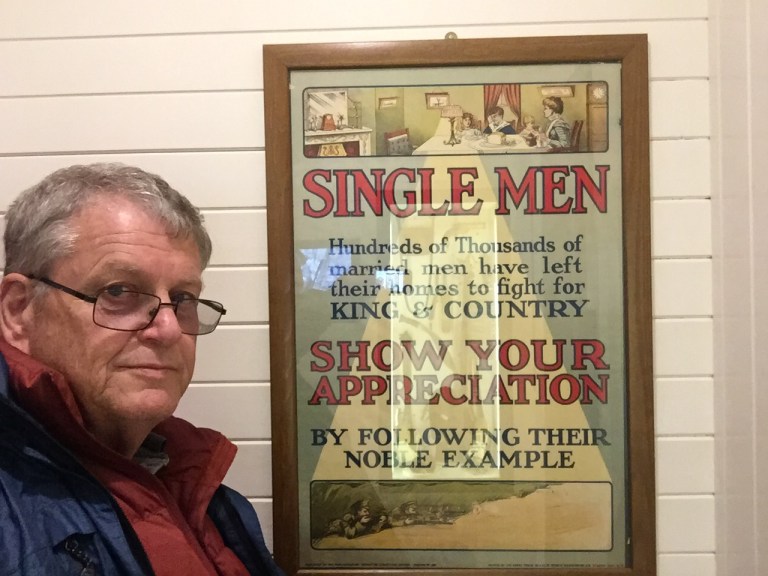 SINGLE MEN
Hundreds of Thousands of
married men have left
their homes to fight for
KING & COUNTRY
SHOW YOUR
APPRECIATION
BY FOLLOWING THEIR
NOBLE EXAMPLE